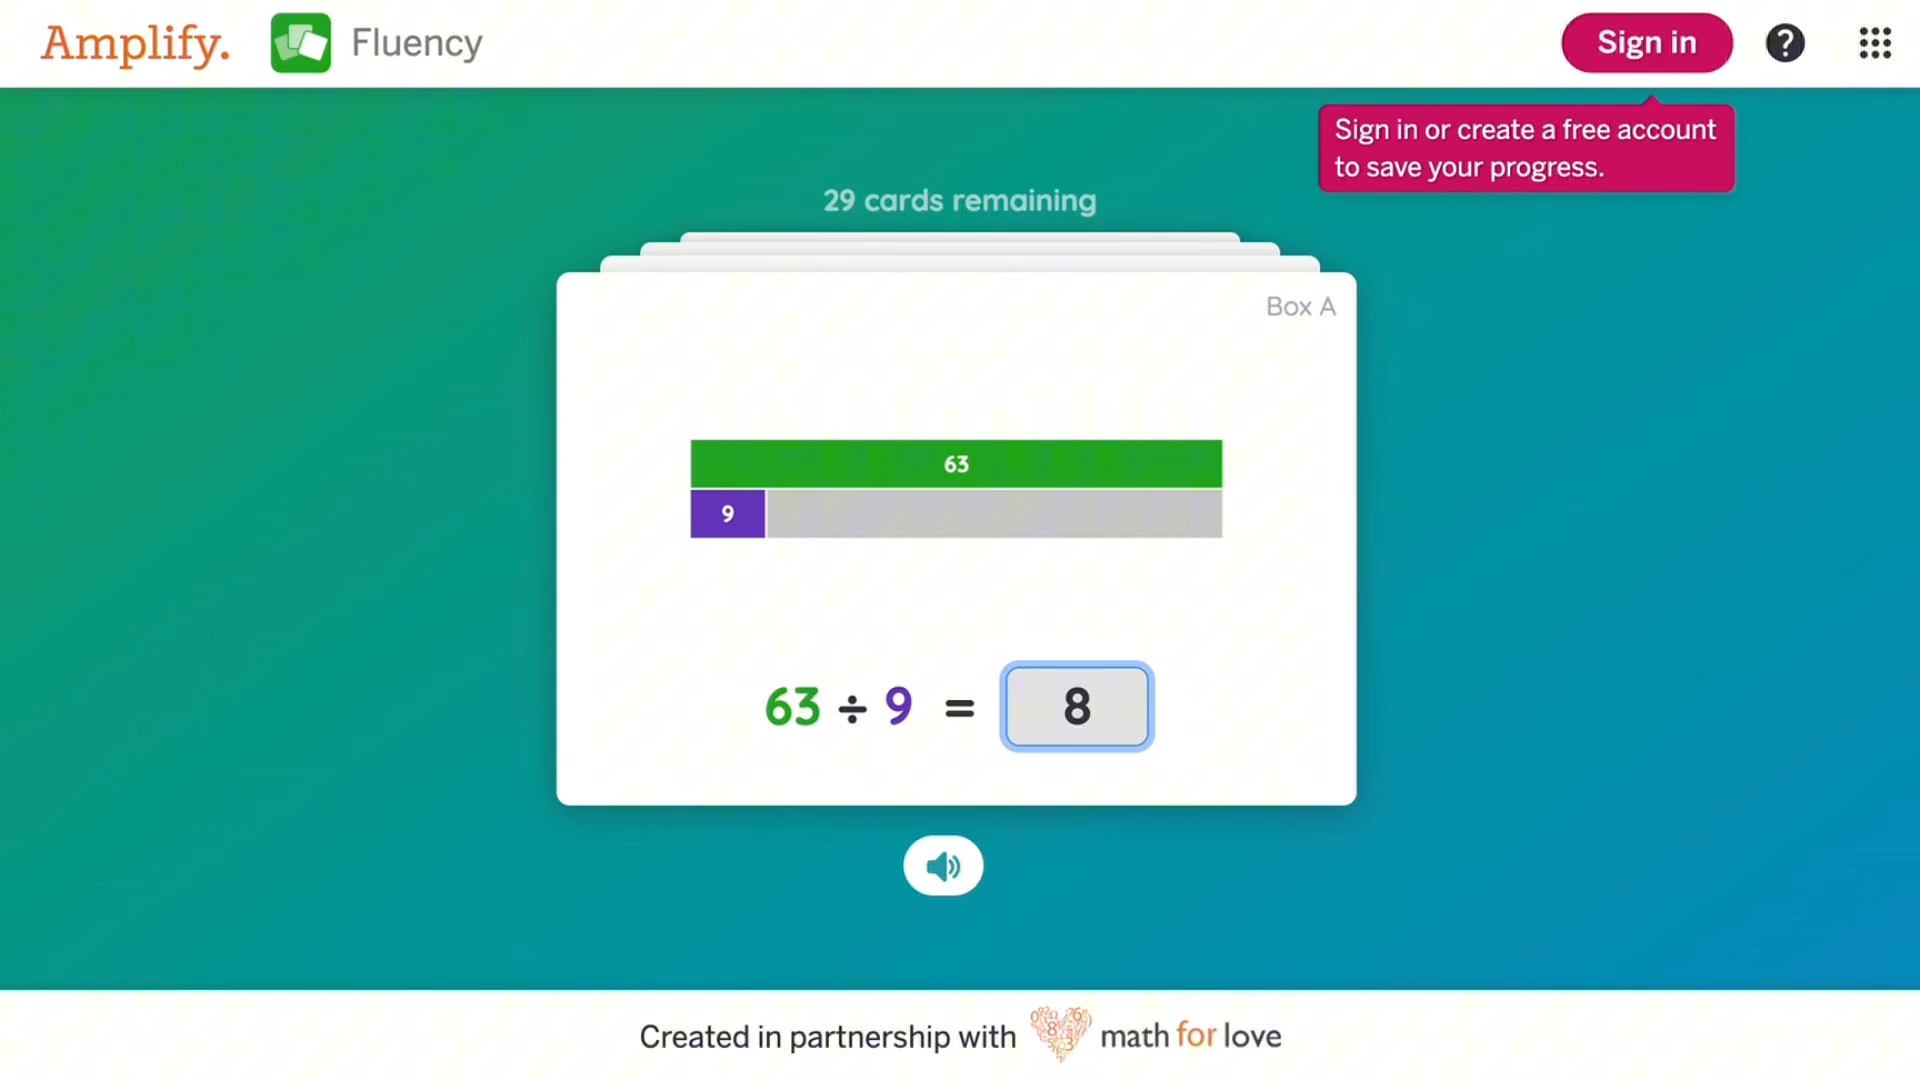 Amplify.
Fluency
Sign in
?
Sign in or create a free account
to save your progress.
29 cards remaining
Box A
63
9
63 ÷ 9 = 8
Created in partnership with
math for love